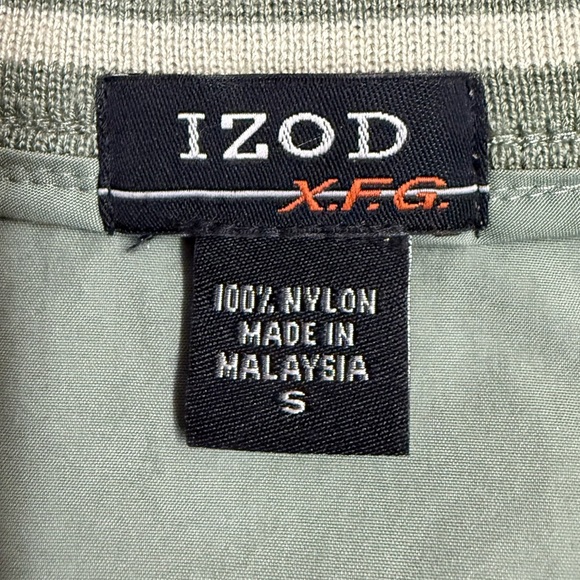 IZOD
X.F.G.
100% NYLON
MADE IN
MALAYSIA
S